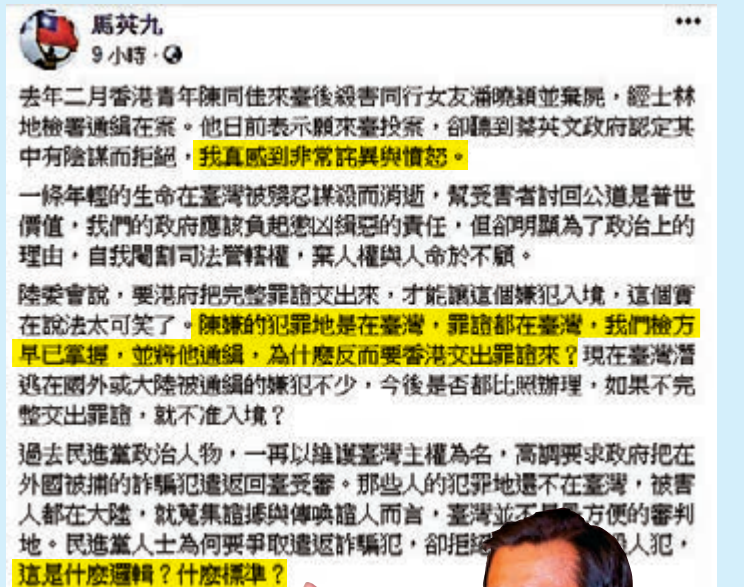 馬英九
9 小時
去年二月香港青年陳同佳來臺後殺害同行女友潘曉穎並棄屍，經士林
地檢署通緝在案。他日前表示願來臺投案，卻聽到蔡英文政府認定其
中有陰謀而拒絕，我真感到非常詫異與憤怒。
一條年輕的生命在臺灣被殘忍謀殺而消逝，幫受害者討回公道是普世
價值，我們的政府應該負起懲凶緝惡的責任，但卻明顯為了政治上的
理由，自我閹割司法管轄權，棄人權與人命於不顧。
陸委會說，要港府把完整罪證交出來，才能讓這個嫌犯入境，這個實
在說法太可笑了。陳嫌的犯罪地是在臺灣，罪證都在臺灣，我們檢方
早已掌握，並將他通緝，為什麼反而要香港交出罪證來？現在臺灣潛
逃在國外或大陸被通緝的嫌犯不少，今後是否都比照辦理，如果不完
整交出罪證，就不准入境？
過去民進黨政治人物，一再以維護臺灣主權為名，高調要求政府把在
外國被捕的詐騙犯遣返回臺受審。那些人的犯罪地還不在臺灣，被害
人都在大陸，就蒐集證據與傳喚證人而言，臺灣並不方便的審判
地。民進黨人士為何要爭取遣返詐騙犯，卻拒人犯，
這是什麼邏輯？什麼標準？